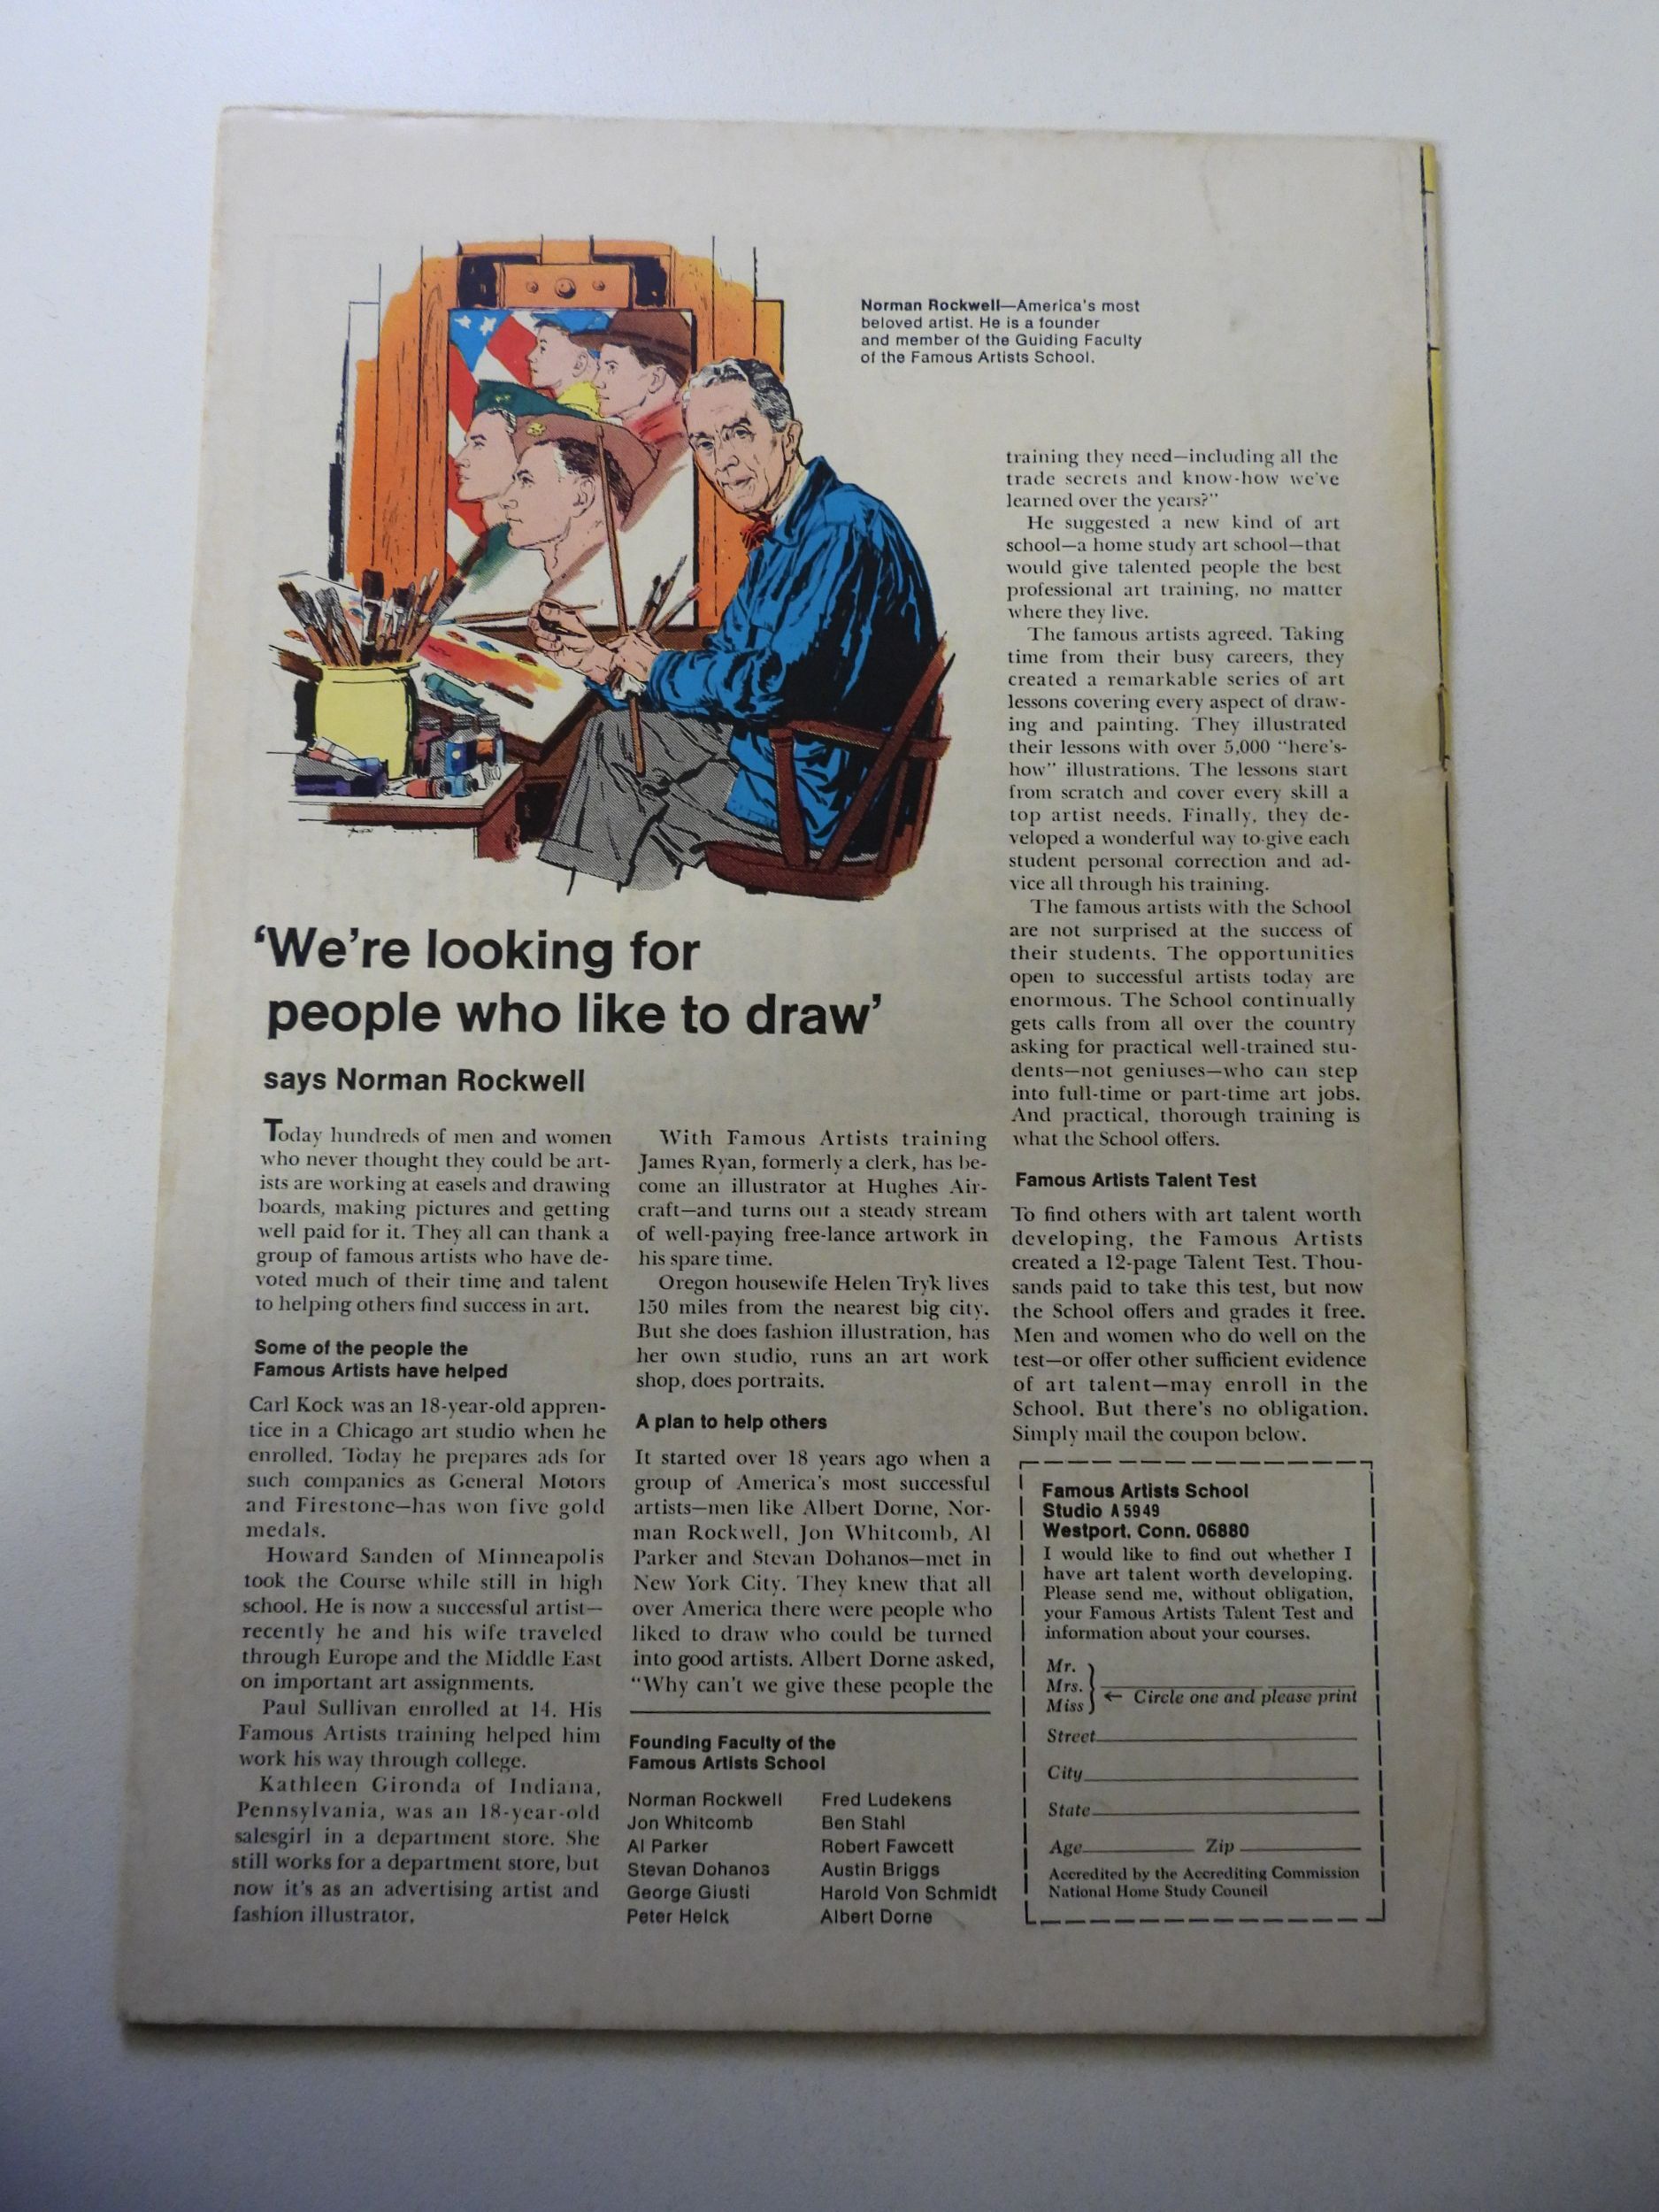 Norman Rockwell—America's most
beloved artist. He is a founder
and member of the Guiding Faculty
of the Famous Artists School.
'We're looking for
people who like to draw'
says Norman Rockwell
Today hundreds of men and women
who never thought they could be art-
ists are working at easels and drawing
boards, making pictures and getting
well paid for it. They all can thank a
group of famous artists who have de-
voted much of their time and talent
to helping others find success in art.
Some of the people the
Famous Artists have helped
Carl Kock was an 18-year-old appren-
tice in a Chicago art studio when he
enrolled. Today he prepares ads for
such companies as General Motors
and Firestone—has won five gold
medals.
Howard Sanden of Minneapolis
took the Course while still in high
school. He is now a successful artist—
recently he and his wife traveled
through Europe and the Middle East
on important art assignments.
Paul Sullivan enrolled at 14. His
Famous Artists training helped him
work his way through college.
Kathleen Gironda of Indiana,
Pennsylvania, was an 18-year-old
salesgirl in a department store. She
still works for a department store, but
now it's as an advertising artist and
fashion illustrator.
With Famous Artists training
James Ryan, formerly a clerk, has be-
come an illustrator at Hughes Air-
craft—and turns out a steady stream
of well-paying free-lance artwork in
his spare time.
Oregon housewife Helen Tryk lives
150 miles from the nearest big city.
But she does fashion illustration, has
her own studio, runs an art work
shop, does portraits.
A plan to help others
It started over 18 years ago when a
group of America's most successful
artists—men like Albert Dorne, Nor-
man Rockwell, Jon Whitcomb, Al
Parker and Stevan Dohanos—met in
New York City. They knew that all
over America there were people who
liked to draw who could be turned
into good artists. Albert Dorne asked,
"Why can't we give these people the
Founding Faculty of the
Famous Artists School
Norman Rockwell
Jon Whitcomb
Al Parker
Stevan Dohanos
George Giusti
Peter Helck
Fred Ludekens
Ben Stahl
Robert Fawcett
Austin Briggs
Harold Von Schmidt
Albert Dorne
training they need—including all the
trade secrets and know-how we've
learned over the years?"
He suggested a new kind of art
school—a home study art school—that
would give talented people the best
professional art training, no matter
where they live.
The famous artists agreed. Taking
time from their busy careers, they
created a remarkable series of art
lessons covering every aspect of draw-
ing and painting. They illustrated
their lessons with over 5,000 "here's-
how" illustrations. The lessons start
from scratch and cover every skill a
top artist needs. Finally, they de-
veloped a wonderful way to give each
student personal correction and ad-
vice all through his training.
The famous artists with the School
are not surprised at the success of
their students. The opportunities
open to successful artists today are
enormous. The School continually
gets calls from all over the country
asking for practical well-trained stu-
dents—not geniuses—who can step
into full-time or part-time art jobs.
And practical, thorough training is
what the School offers.
Famous Artists Talent Test
To find others with art talent worth
developing, the Famous Artists
created a 12-page Talent Test. Thou-
sands paid to take this test, but now
the School offers and grades it free.
Men and women who do well on the
test—or offer other sufficient evidence
of art talent—may enroll in the
School. But there's no obligation.
Simply mail the coupon below.
Famous Artists School
Studio A5949
Westport, Conn. 06880
I would like to find out whether I
have art talent worth developing.
Please send me, without obligation,
your Famous Artists Talent Test and
information about your courses.
Mr.
Mrs.
Miss ← Circle one and please print
Street
City
State
Age Zip
Accredited by the Accrediting Commission
National Home Study Council